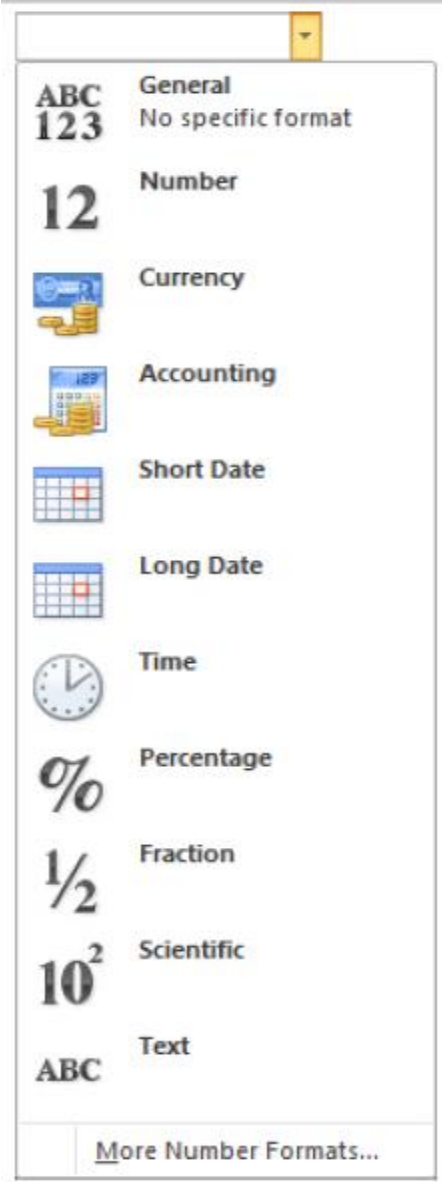 ABC
123
General
No specific format
12
Number
Currency
123
Accounting
Short Date
Long Date
Time
%
Percentage
½
Fraction
10²
Scientific
ABC
Text
More Number Formats...